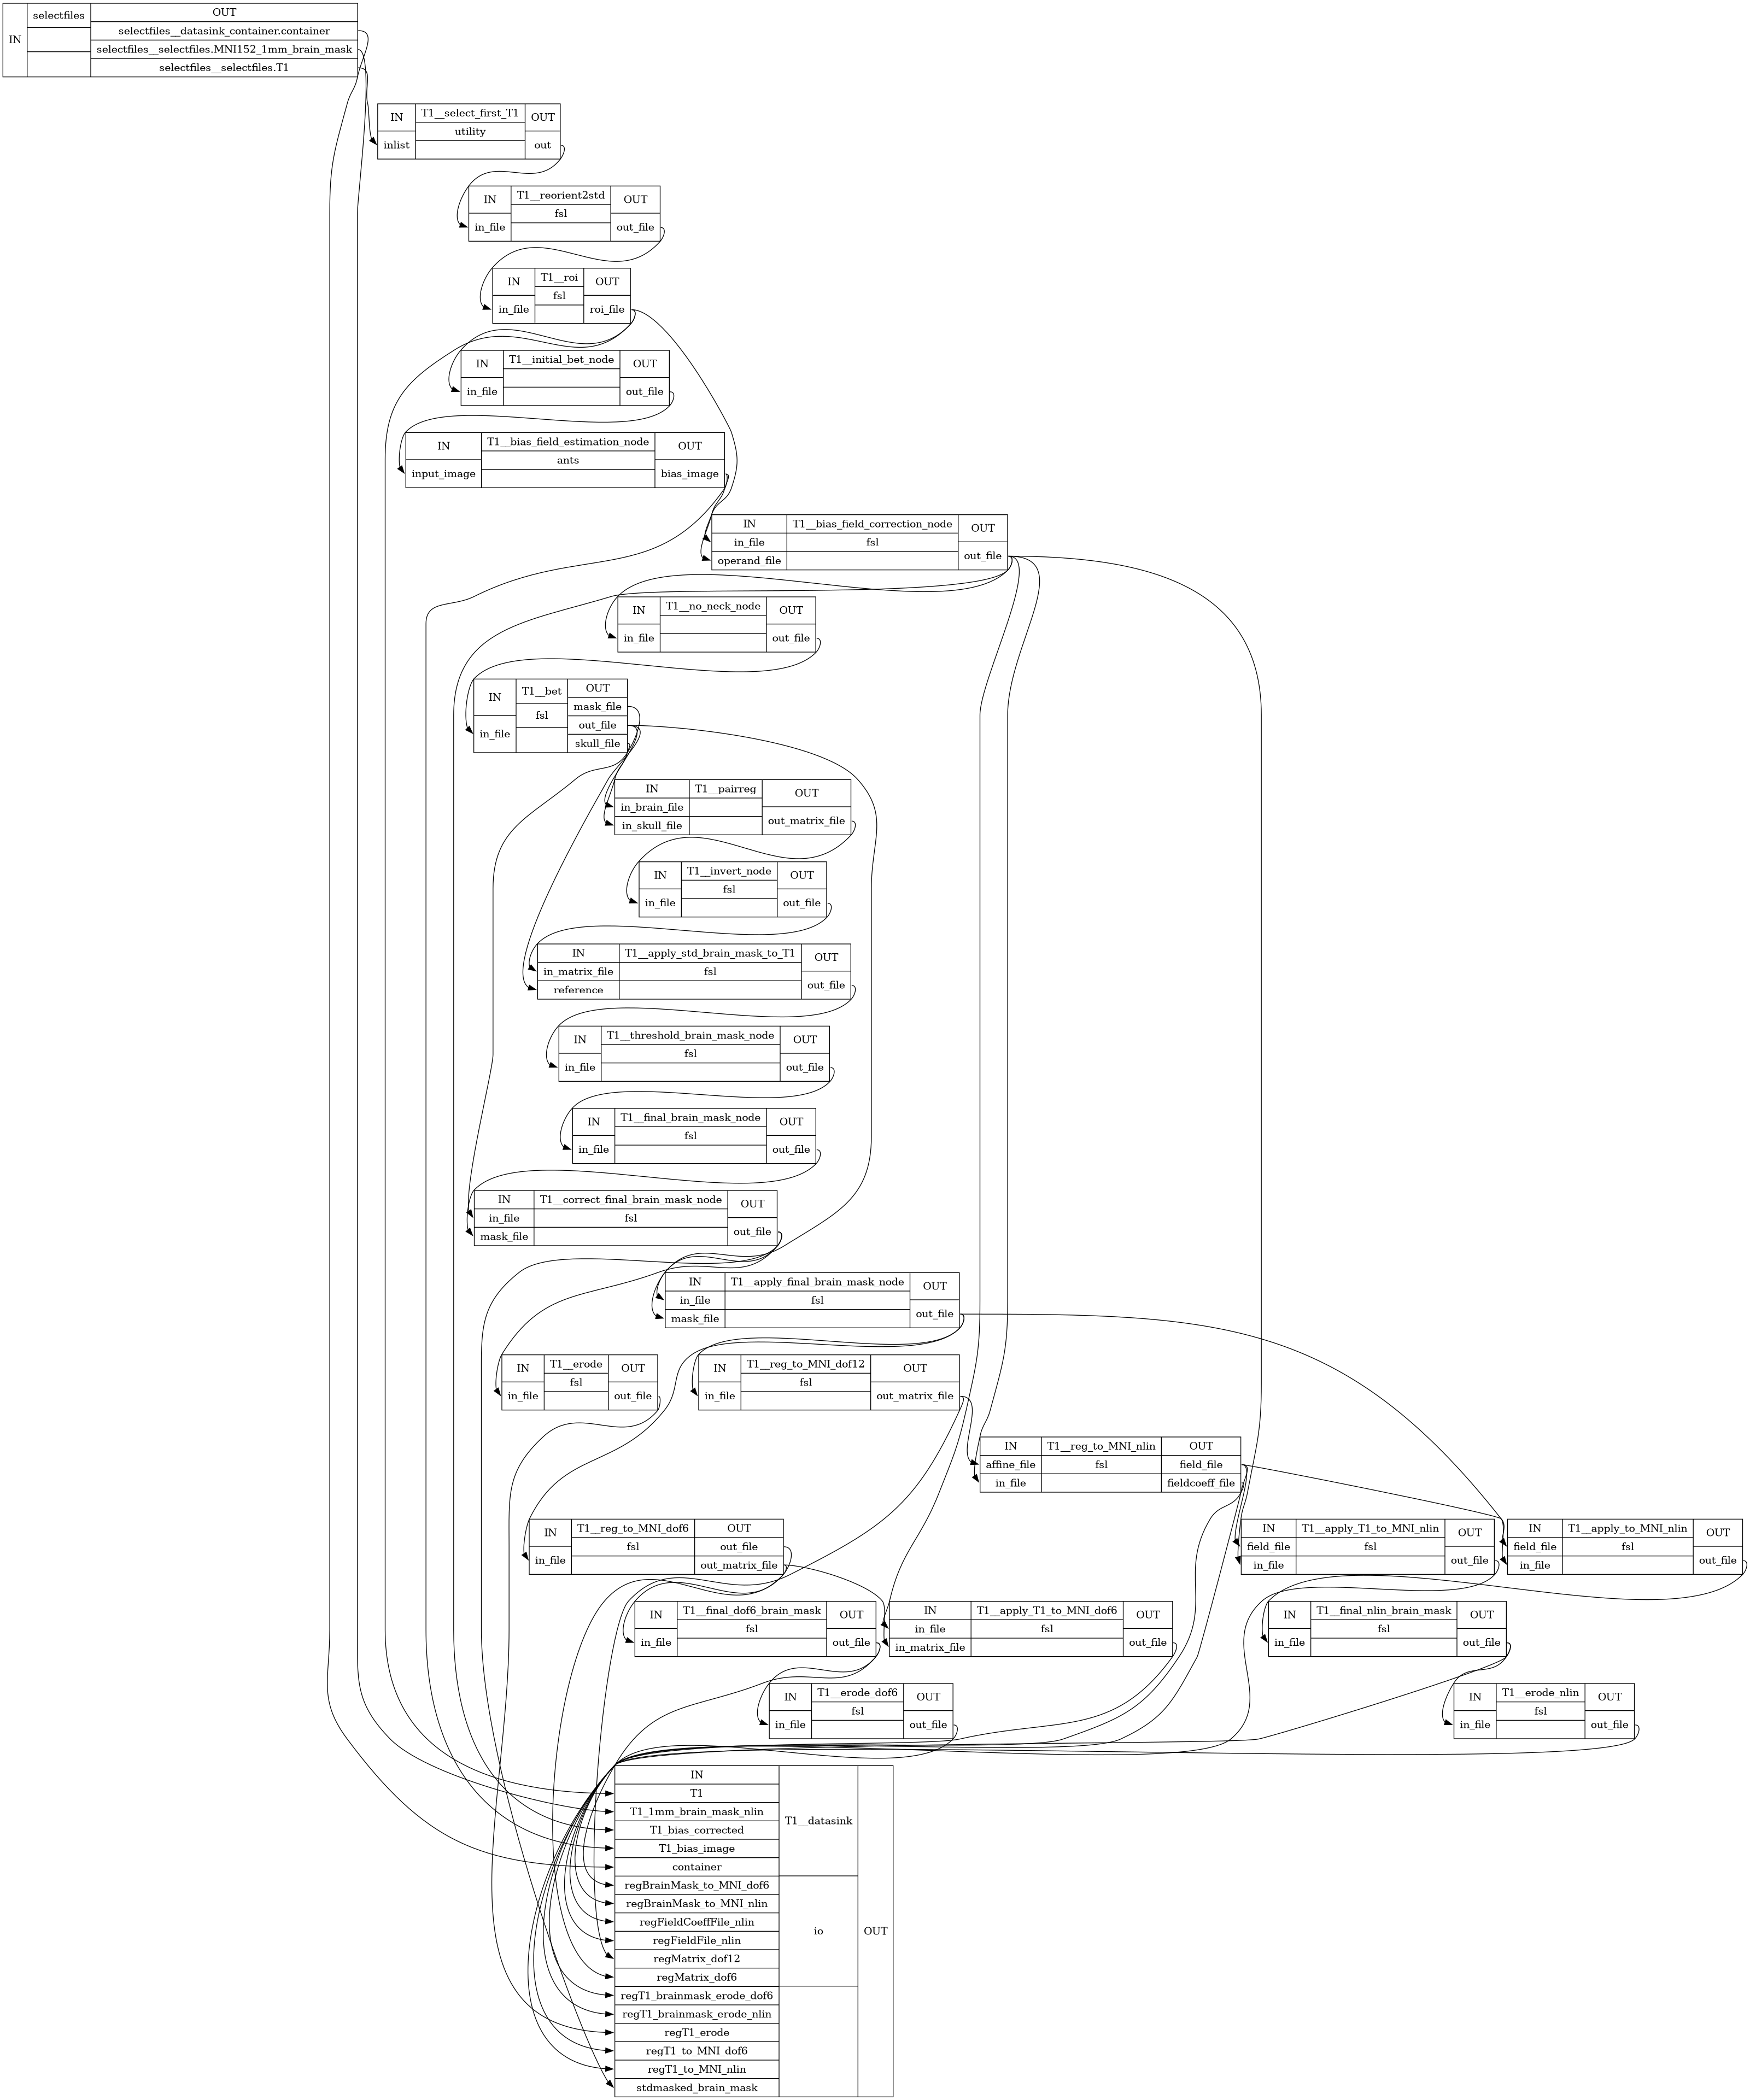 IN
selectfiles
OUT
selectfiles__datasink_container.container
selectfiles__selectfiles.MNI152_1mm_brain_mask
selectfiles__selectfiles.T1
IN
inlist
T1__select_first_T1
utility
OUT
out
IN
in_file
T1__reorient2std
fsl
OUT
out_file
IN
in_file
T1__roi
fsl
OUT
roi_file
IN
in_file
T1__initial_bet_node
OUT
out_file
IN
input_image
T1__bias_field_estimation_node
ants
OUT
bias_image
IN
in_file
operand_file
T1__bias_field_correction_node
fsl
OUT
out_file
IN
in_file
T1__no_neck_node
OUT
out_file
IN
in_file
T1__bet
fsl
OUT
mask_file
out_file
skull_file
IN
in_brain_file
in_skull_file
T1__pairreg
OUT
out_matrix_file
IN
in_file
T1__invert_node
fsl
OUT
out_file
IN
in_matrix_file
reference
T1__apply_std_brain_mask_to_T1
fsl
OUT
out_file
IN
in_file
T1__threshold_brain_mask_node
fsl
OUT
out_file
IN
in_file
T1__final_brain_mask_node
fsl
OUT
out_file
IN
in_file
mask_file
T1__correct_final_brain_mask_node
fsl
OUT
out_file
IN
in_file
mask_file
T1__apply_final_brain_mask_node
fsl
OUT
out_file
IN
in_file
T1__erode
fsl
OUT
out_file
IN
in_file
T1__reg_to_MNI_dof12
fsl
OUT
out_matrix_file
IN
affine_file
in_file
T1__reg_to_MNI_nlin
fsl
OUT
field_file
fieldcoeff_file
IN
in_file
T1__reg_to_MNI_dof6
fsl
OUT
out_file
out_matrix_file
IN
field_file
in_file
T1__apply_T1_to_MNI_nlin
fsl
OUT
out_file
IN
field_file
in_file
T1__apply_to_MNI_nlin
fsl
OUT
out_file
IN
in_file
T1__final_dof6_brain_mask
fsl
OUT
out_file
IN
in_file
in_matrix_file
T1__apply_T1_to_MNI_dof6
fsl
OUT
out_file
IN
in_file
T1__final_nlin_brain_mask
fsl
OUT
out_file
IN
in_file
T1__erode_dof6
fsl
OUT
out_file
IN
in_file
T1__erode_nlin
fsl
OUT
out_file
IN
T1
T1_1mm_brain_mask_nlin
T1_bias_corrected
T1_bias_image
container
regBrainMask_to_MNI_dof6
regBrainMask_to_MNI_nlin
regFieldCoeffFile_nlin
regFieldFile_nlin
regMatrix_dof12
regMatrix_dof6
regT1_brainmask_erode_dof6
regT1_brainmask_erode_nlin
regT1_erode
regT1_to_MNI_dof6
regT1_to_MNI_nlin
stdmasked_brain_mask
T1__datasink
io
OUT